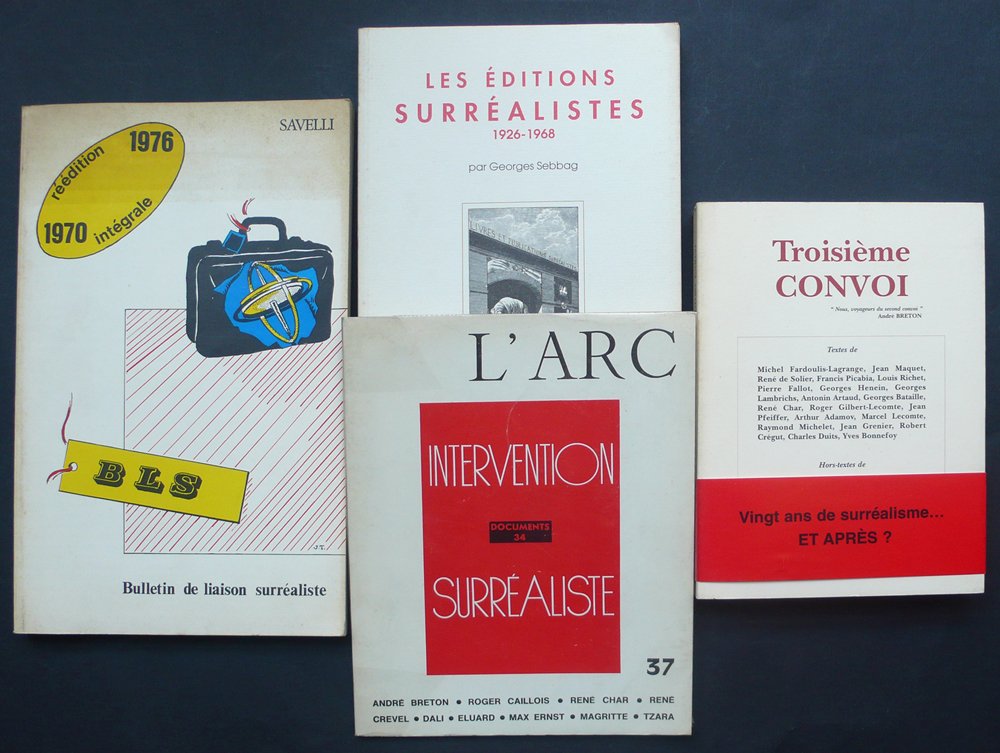 SAVELLI
réédition
1976
1970
intégrale
BLS
J.T.
Bulletin de liaison surréaliste
LES ÉDITIONS
SURRÉALISTES
1926-1968
par Georges Sebbag
L'ARC
INTERVENTION
DOCUMENTS
34
SURRÉALISTE
37
ANDRÉ BRETON • ROGER CAILLOIS • RENÉ CHAR • RENÉ
CREVEL • DALI • ELUARD • MAX ERNST • MAGRITTE • TZARA
Troisième
CONVOI
" Nous, voyageurs du second convoi "
André BRETON
Textes de
Michel Fardoulis-Lagrange, Jean Maquet,
René de Solier, Francis Picabia, Louis Richet,
Pierre Fallot, Georges Henein, Georges
Lambrichs, Antonin Artaud, Georges Bataille,
René Char, Roger Gilbert-Lecomte, Jean
Pfeiffer, Arthur Adamov, Marcel Lecomte,
Raymond Michelet, Jean Grenier, Robert
Crégut, Charles Duits, Yves Bonnefoy
Hors-textes de
Vingt ans de surréalisme...
ET APRÈS ?